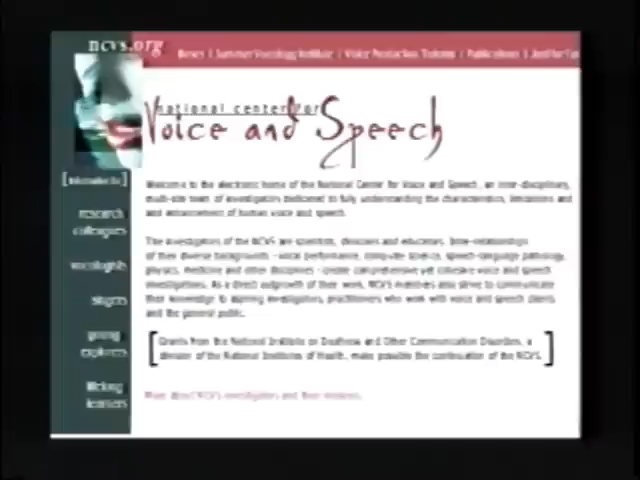 ncvs.org
News | Summer Vocology Institute | Voice Production Tutorial | Publications | Just for Fun
national center for
Voice and Speech
research
colleagues
vocologists
singers
young
explorers
lifelong
learners
Welcome to the electronic home of the National Center for Voice and Speech, an inter-disciplinary,
multi-site team of investigators dedicated to fully understanding the characteristics, limitations and
and enhancement of human voice and speech.
The investigators of the NCVS are scientists, clinicians and educators. Inter-relationships
of their diverse backgrounds - vocal performance, computer science, speech-language pathology,
physics, medicine and other disciplines - create comprehensive yet cohesive voice and speech
investigations. As a direct outgrowth of their work, NCVS members also strive to communicate
their knowledge to aspiring investigators, practitioners who work with voice and speech clients
and the general public.
Grants from the National Institute on Deafness and Other Communication Disorders, a
division of the National Institutes of Health, make possible the continuation of the NCVS.
More about NCVS investigators and their missions.